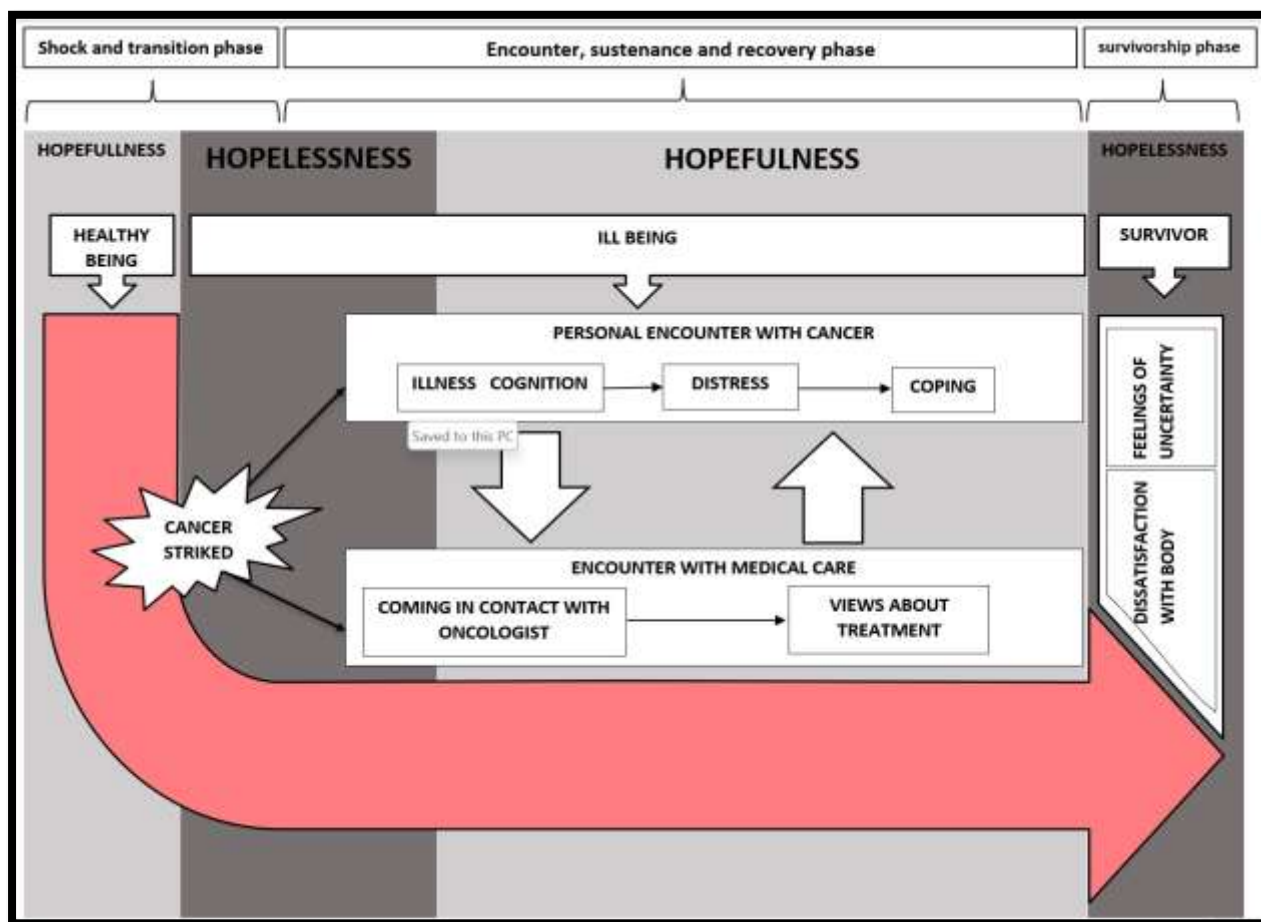 Shock and transition phase
Encounter, sustenance and recovery phase
survivorship phase
HOPEFULLNESS
HOPELESSNESS
HOPEFULNESS
HOPELESSNESS
HEALTHY
BEING
ILL BEING
SURVIVOR
PERSONAL ENCOUNTER WITH CANCER
ILLNESS COGNITION
DISTRESS
COPING
Saved to this PC
CANCER
STRIKED
ENCOUNTER WITH MEDICAL CARE
COMING IN CONTACT WITH
ONCOLOGIST
VIEWS ABOUT
TREATMENT
FEELINGS OF
UNCERTAINTY
DISSATISFACTION
WITH BODY